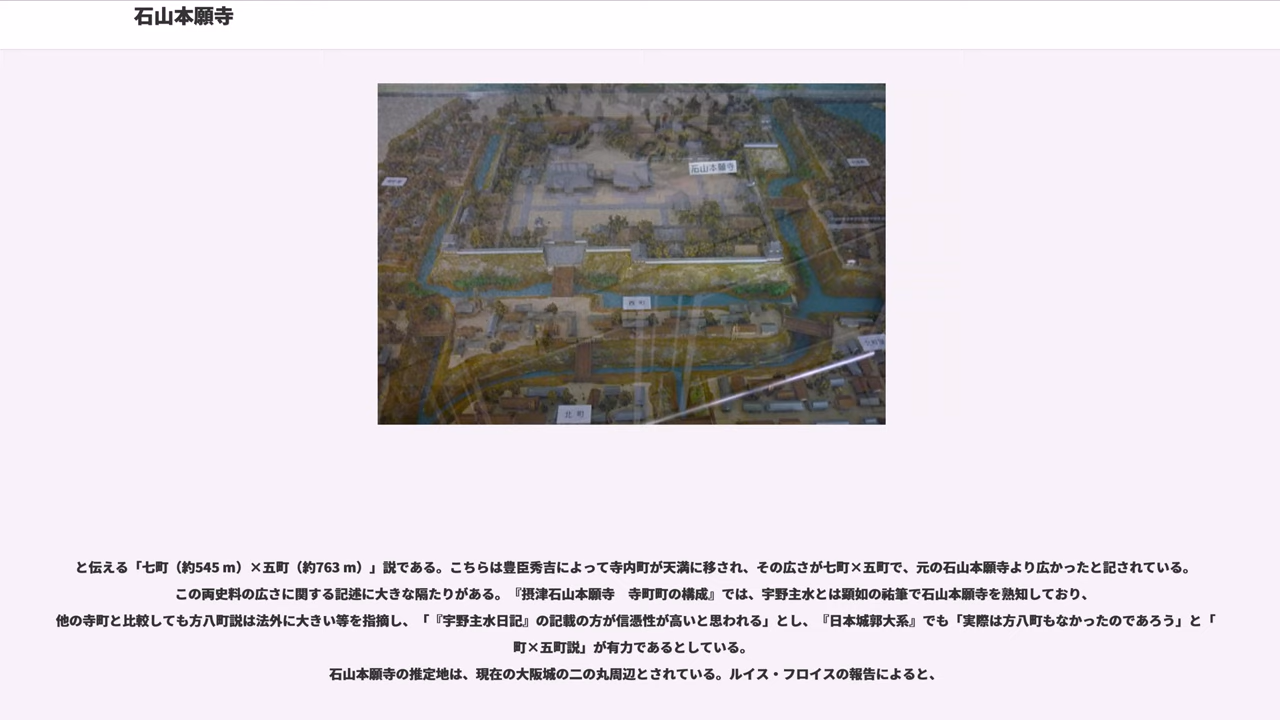 石山本願寺
石山本願寺
西町
北町
と伝える「七町（約545 m）×五町（約763 m）」説である。こちらは豊臣秀吉によって寺内町が天満に移され、その広さが七町×五町で、元の石山本願寺より広かったと記されている。
この両史料の広さに関する記述に大きな隔たりがある。『摂津石山本願寺　寺町町の構成』では、宇野主水とは顕如の祐筆で石山本願寺を熟知しており、
他の寺町と比較しても方八町説は法外に大きい等を指摘し、「『宇野主水日記』の記載の方が信憑性が高いと思われる」とし、『日本城郭大系』でも「実際は方八町もなかったのであろう」と「
町×五町説」が有力であるとしている。
石山本願寺の推定地は、現在の大阪城の二の丸周辺とされている。ルイス・フロイスの報告によると、